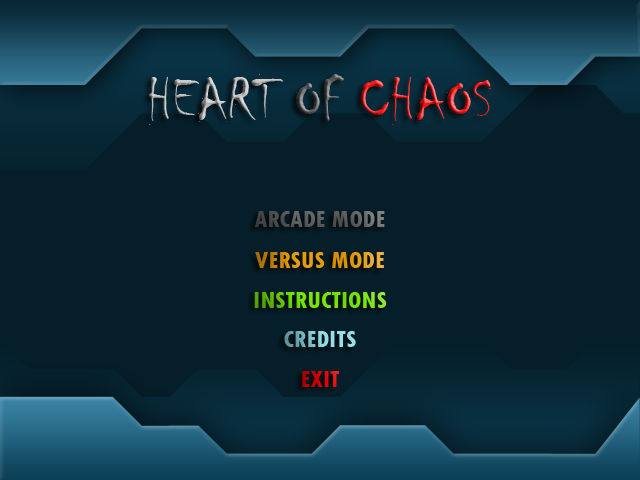 HEART OF CHAOS
ARCADE MODE
VERSUS MODE
INSTRUCTIONS
CREDITS
EXIT